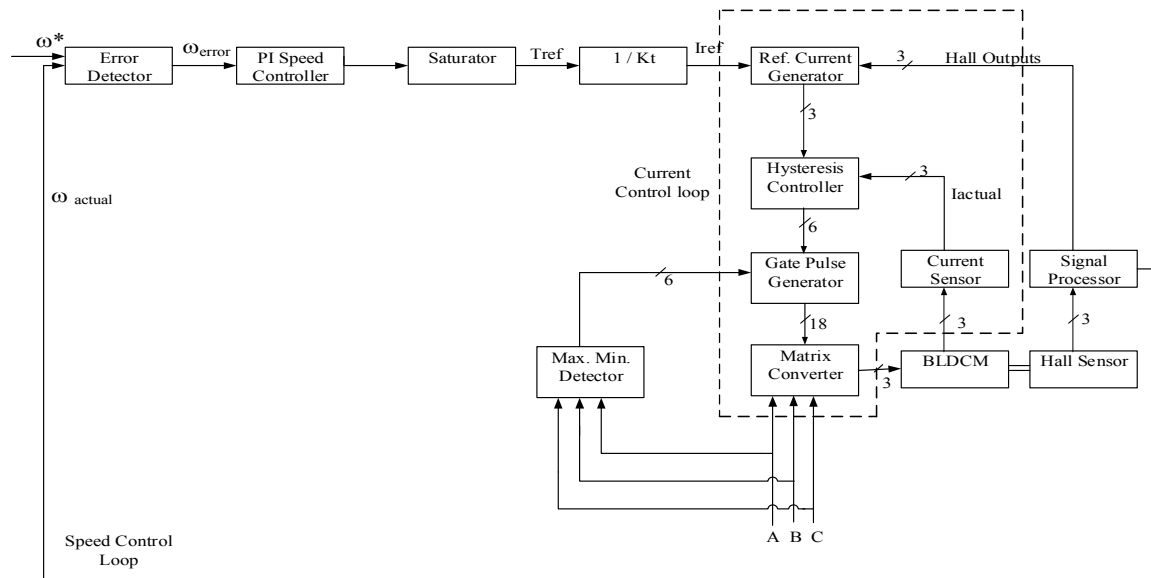 ω*
Error
Detector
ωerror
PI Speed
Controller
Saturator
Tref
1 / Kt
Iref
Ref. Current
Generator
3
Hall Outputs
3
ω actual
Current
Control loop
Hysteresis
Controller
3
Iactual
6
6
Gate Pulse
Generator
Current
Sensor
Signal
Processor
18
3
3
Max. Min.
Detector
Matrix
Converter
3
BLDCM
Hall Sensor
A B C
Speed Control
Loop